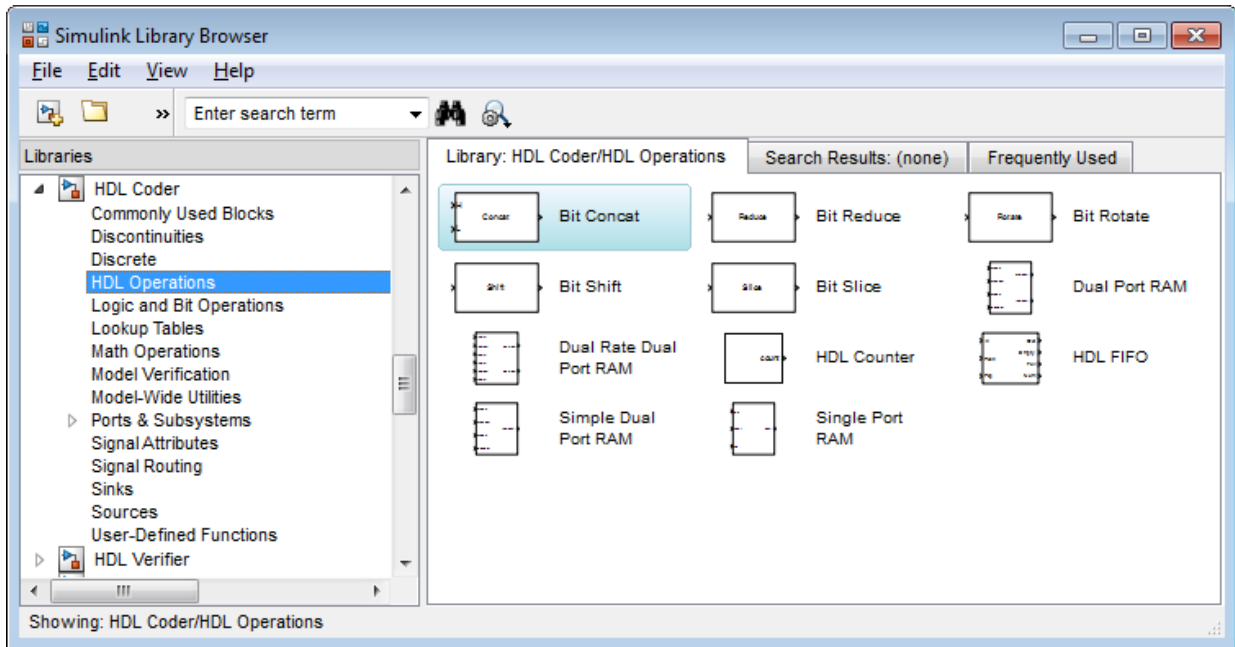 Simulink Library Browser
File Edit View Help
» Enter search term
Libraries
HDL Coder
Commonly Used Blocks
Discontinuities
Discrete
HDL Operations
Logic and Bit Operations
Lookup Tables
Math Operations
Model Verification
Model-Wide Utilities
Ports & Subsystems
Signal Attributes
Signal Routing
Sinks
Sources
User-Defined Functions
HDL Verifier
Library: HDL Coder/HDL Operations Search Results: (none) Frequently Used
Concat Bit Concat Reduce Bit Reduce Rotate Bit Rotate
Shift Bit Shift Slice Bit Slice Dual Port RAM
Dual Rate Dual
Port RAM
count HDL Counter HDL FIFO
Simple Dual
Port RAM
Single Port
RAM
Showing: HDL Coder/HDL Operations